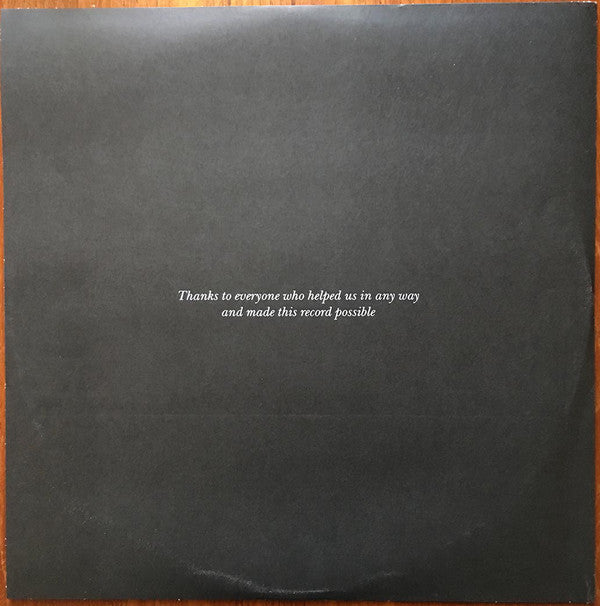 Thanks to everyone who helped us in any way
and made this record possible